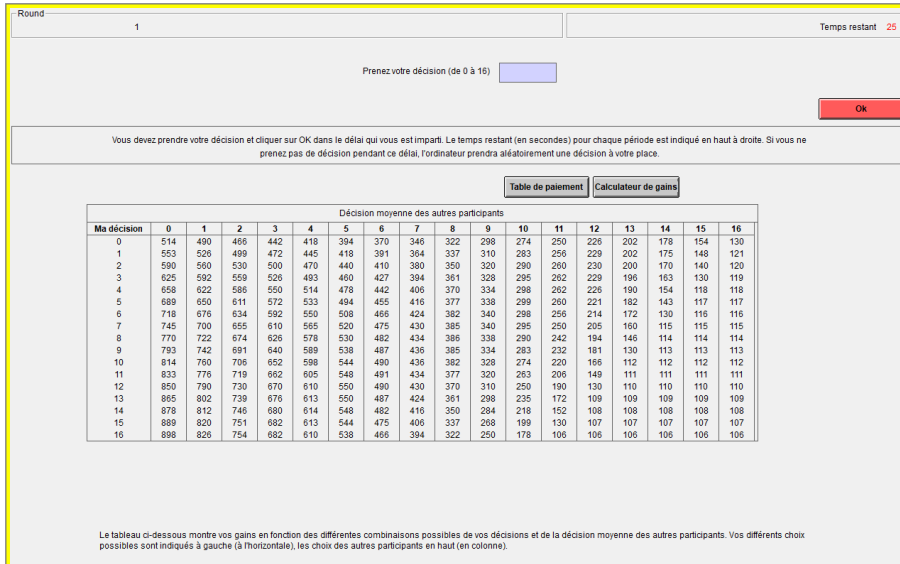 Round
1
Temps restant 25
Prenez votre décision (de 0 à 16)
Ok
Vous devez prendre votre décision et cliquer sur OK dans le délai qui vous est imparti. Le temps restant (en secondes) pour chaque période est indiqué en haut à droite. Si vous ne
prenez pas de décision pendant ce délai, l'ordinateur prendra aléatoirement une décision à votre place.
Table de paiement Calculateur de gains
Décision moyenne des autres participants
Ma décision 0 1 2 3 4 5 6 7 8 9 10 11 12 13 14 15 16
0 514 490 466 442 418 394 370 346 322 298 274 250 226 202 178 154 130
1 553 526 499 472 445 418 391 364 337 310 283 256 229 202 175 148 121
2 590 560 530 500 470 440 410 380 350 320 290 260 230 200 170 140 120
3 625 592 559 526 493 460 427 394 361 328 295 262 229 196 163 130 119
4 658 622 586 550 514 478 442 406 370 334 298 262 226 190 154 118 118
5 689 650 611 572 533 494 455 416 377 338 299 260 221 182 143 117 117
6 718 676 634 592 550 508 466 424 382 340 298 256 214 172 130 116 116
7 745 700 655 610 565 520 475 430 385 340 295 250 205 160 115 115 115
8 770 722 674 626 578 530 482 434 386 338 290 242 194 146 114 114 114
9 793 742 691 640 589 538 487 436 385 334 283 232 181 130 113 113 113
10 814 760 706 652 598 544 490 436 382 328 274 220 166 112 112 112 112
11 833 776 719 662 605 548 491 434 377 320 263 206 149 111 111 111 111
12 850 790 730 670 610 550 490 430 370 310 250 190 130 110 110 110 110
13 865 802 739 676 613 550 487 424 361 298 235 172 109 109 109 109 109
14 878 812 746 680 614 548 482 416 350 284 218 152 108 108 108 108 108
15 889 820 751 682 613 544 475 406 337 268 199 130 107 107 107 107 107
16 898 826 754 682 610 538 466 394 322 250 178 106 106 106 106 106 106
Le tableau ci-dessous montre vos gains en fonction des différentes combinaisons possibles de vos décisions et de la décision moyenne des autres participants. Vos différents choix
possibles sont indiqués à gauche (à l'horizontale), les choix des autres participants en haut (en colonne).